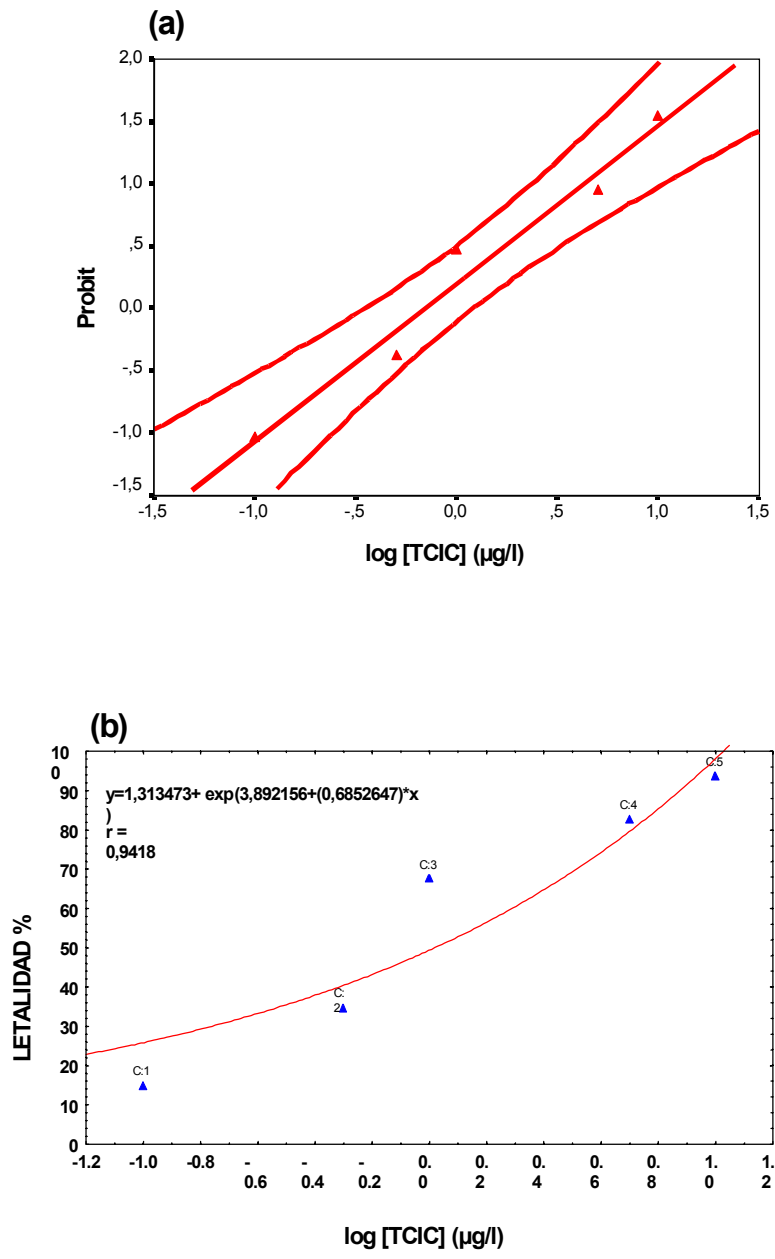 (a)
2,0
1,5
1,0
,5
0,0
-,5
-1,0
-1,5
Probit
-1,5 -1,0 -,5 0,0 ,5 1,0 1,5
log [TCIC] (µg/l)
(b)
10
0
90
80
70
60
50
40
30
20
10
0
LETALIDAD %
y=1,313473+ exp(3,892156+(0,6852647)*x
)
r =
0,9418
C:5
C:4
C:3
C:
2
C:1
-1.2 -1.0 -0.8 - - - 0. 0. 0. 0. 0. 1. 1.
0.6 0.4 0.2 0 2 4 6 8 0 2
log [TCIC] (µg/l)